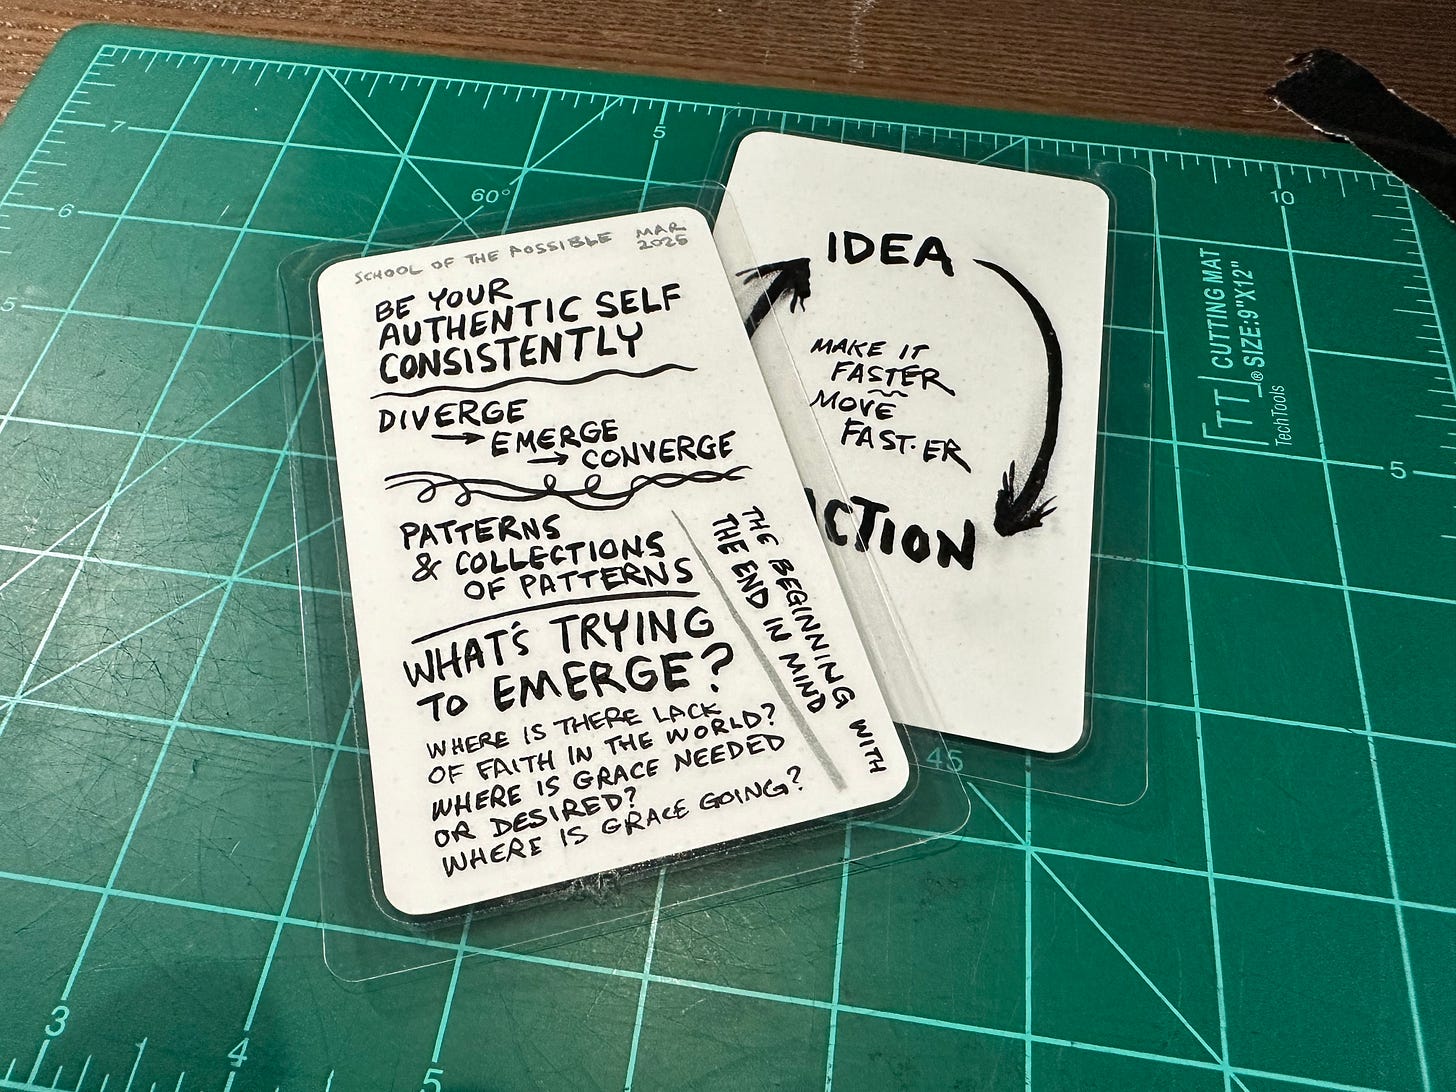 SCHOOL OF THE POSSIBLE MAR
2025
BE YOUR
AUTHENTIC SELF
CONSISTENTLY
DIVERGE
→ EMERGE
→ CONVERGE
PATTERNS
& COLLECTIONS
OF PATTERNS
WHAT'S TRYING
TO EMERGE?
WHERE IS THERE LACK
OF FAITH IN THE WORLD?
WHERE IS GRACE NEEDED
OR DESIRED?
WHERE IS GRACE GOING?
THE BEGINNING WITH
THE END IN MIND
IDEA
MAKE IT
FASTER
MOVE
FAST·ER
CTION
7
6
5
60°
5
10
5
45
3
4
5
TT® CUTTING MAT
SIZE:9"X12"
TechTools